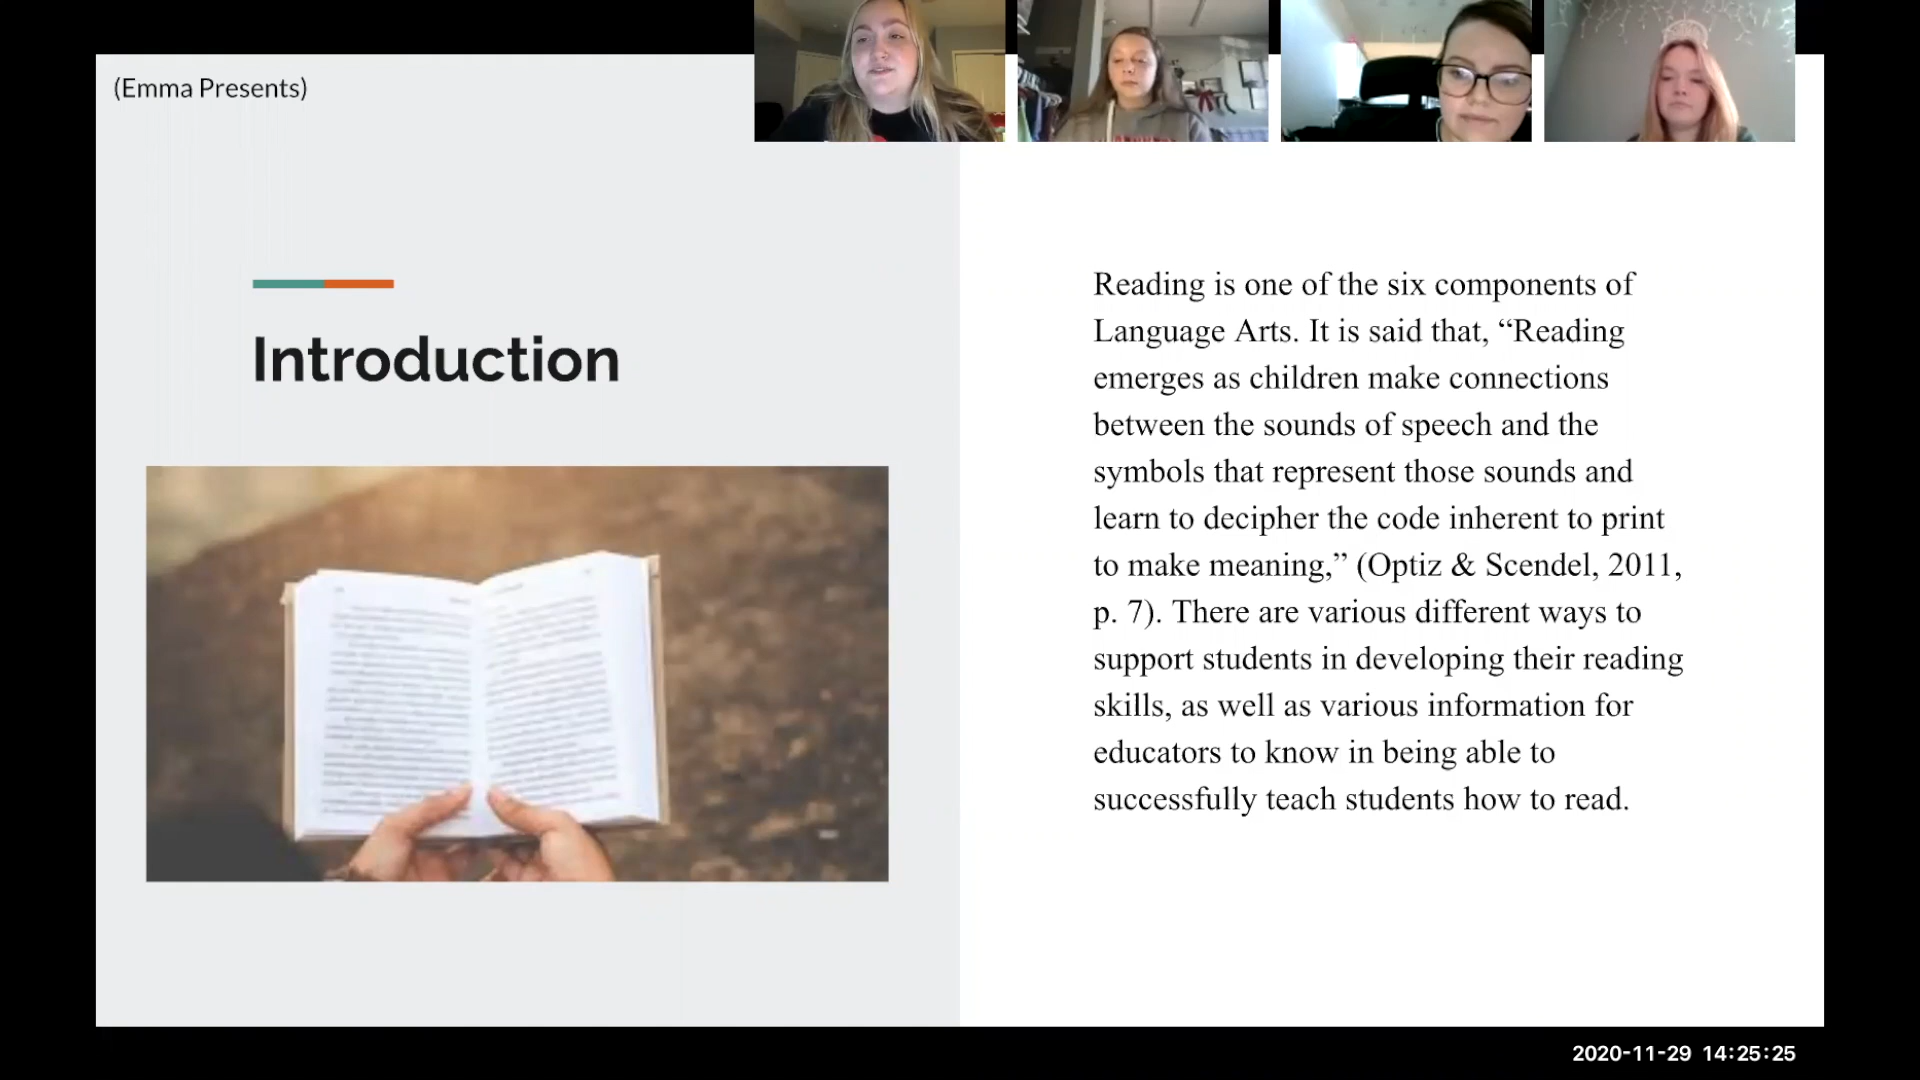 (Emma Presents)
Introduction
Reading is one of the six components of
Language Arts. It is said that, “Reading
emerges as children make connections
between the sounds of speech and the
symbols that represent those sounds and
learn to decipher the code inherent to print
to make meaning,” (Optiz & Scendel, 2011,
p. 7). There are various different ways to
support students in developing their reading
skills, as well as various information for
educators to know in being able to
successfully teach students how to read.
2020-11-29 14:25:25